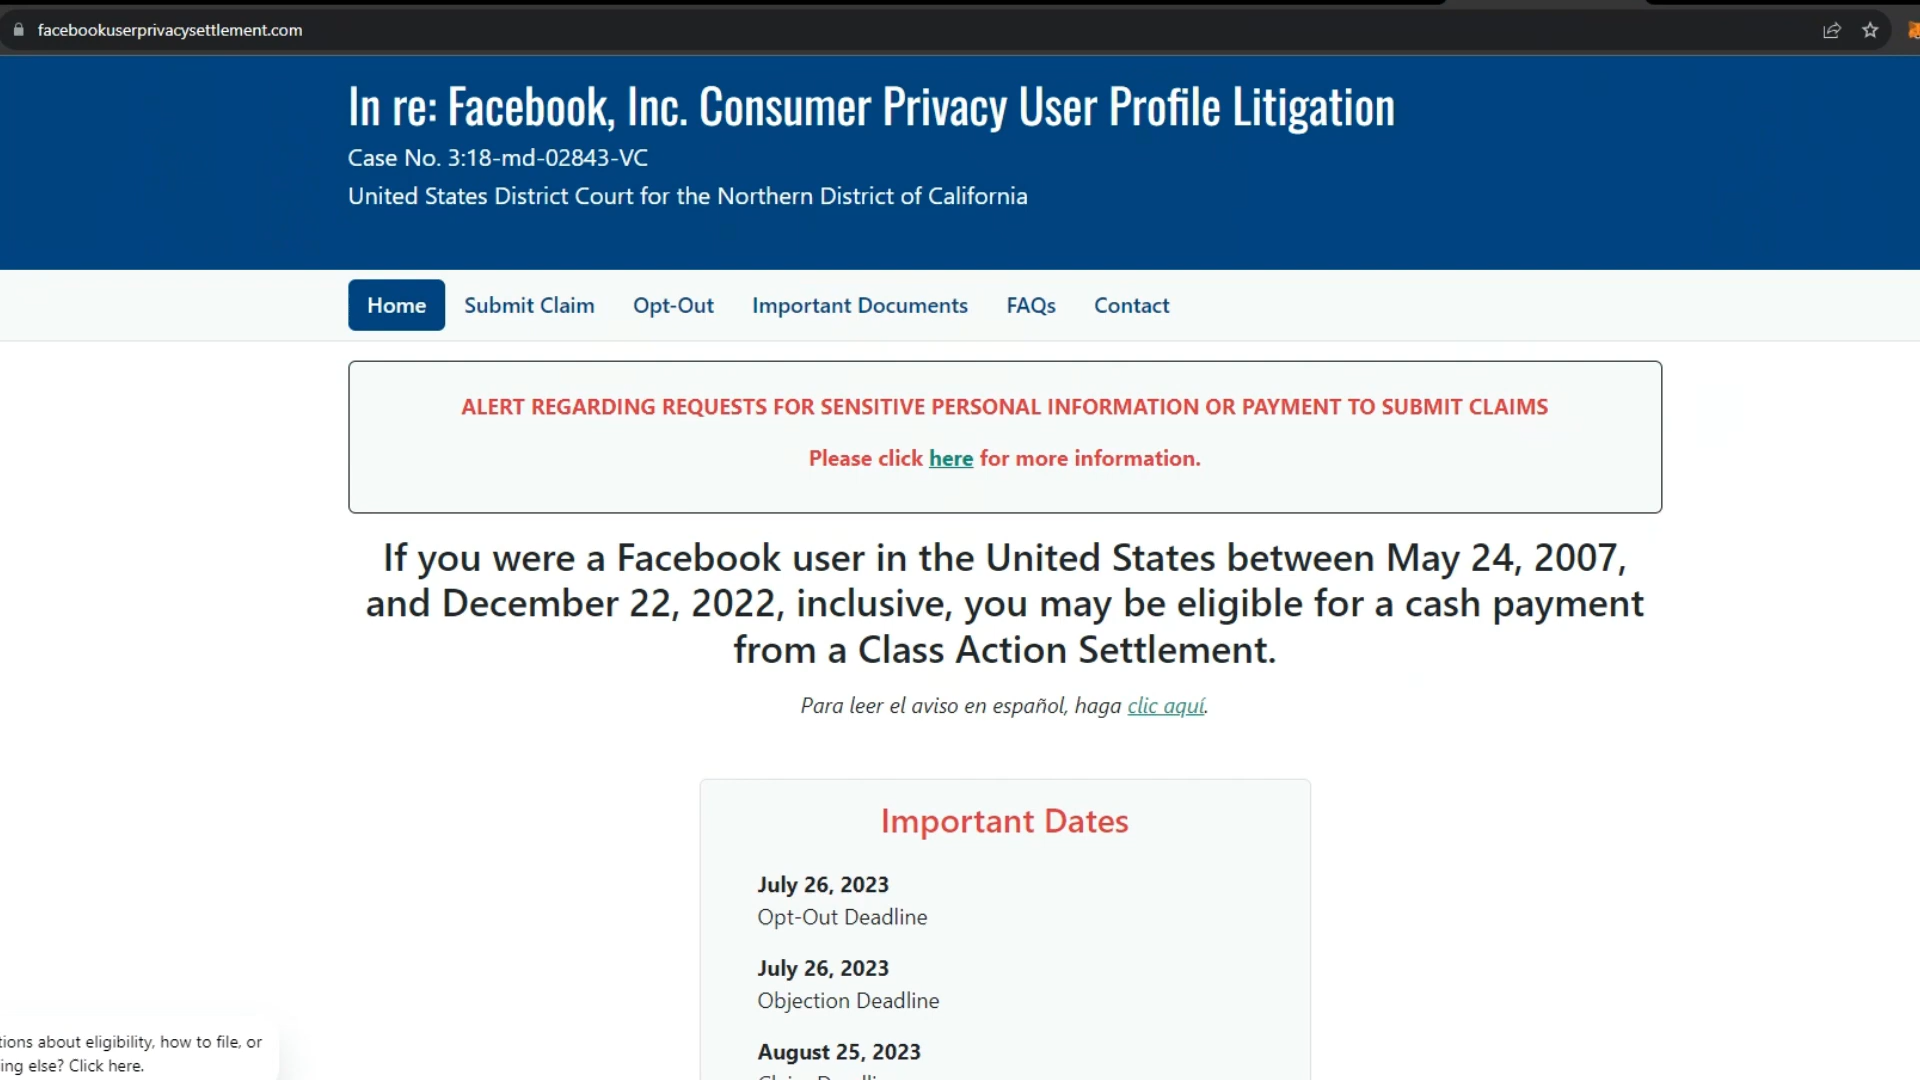 facebookuserprivacysettlement.com
In re: Facebook, Inc. Consumer Privacy User Profile Litigation
Case No. 3:18-md-02843-VC
United States District Court for the Northern District of California
Home Submit Claim Opt-Out Important Documents FAQs Contact
ALERT REGARDING REQUESTS FOR SENSITIVE PERSONAL INFORMATION OR PAYMENT TO SUBMIT CLAIMS
Please click here for more information.
If you were a Facebook user in the United States between May 24, 2007,
and December 22, 2022, inclusive, you may be eligible for a cash payment
from a Class Action Settlement.
Para leer el aviso en español, haga clic aquí.
Important Dates
July 26, 2023
Opt-Out Deadline
July 26, 2023
Objection Deadline
August 25, 2023
about eligibility, how to file, or
else? Click here.